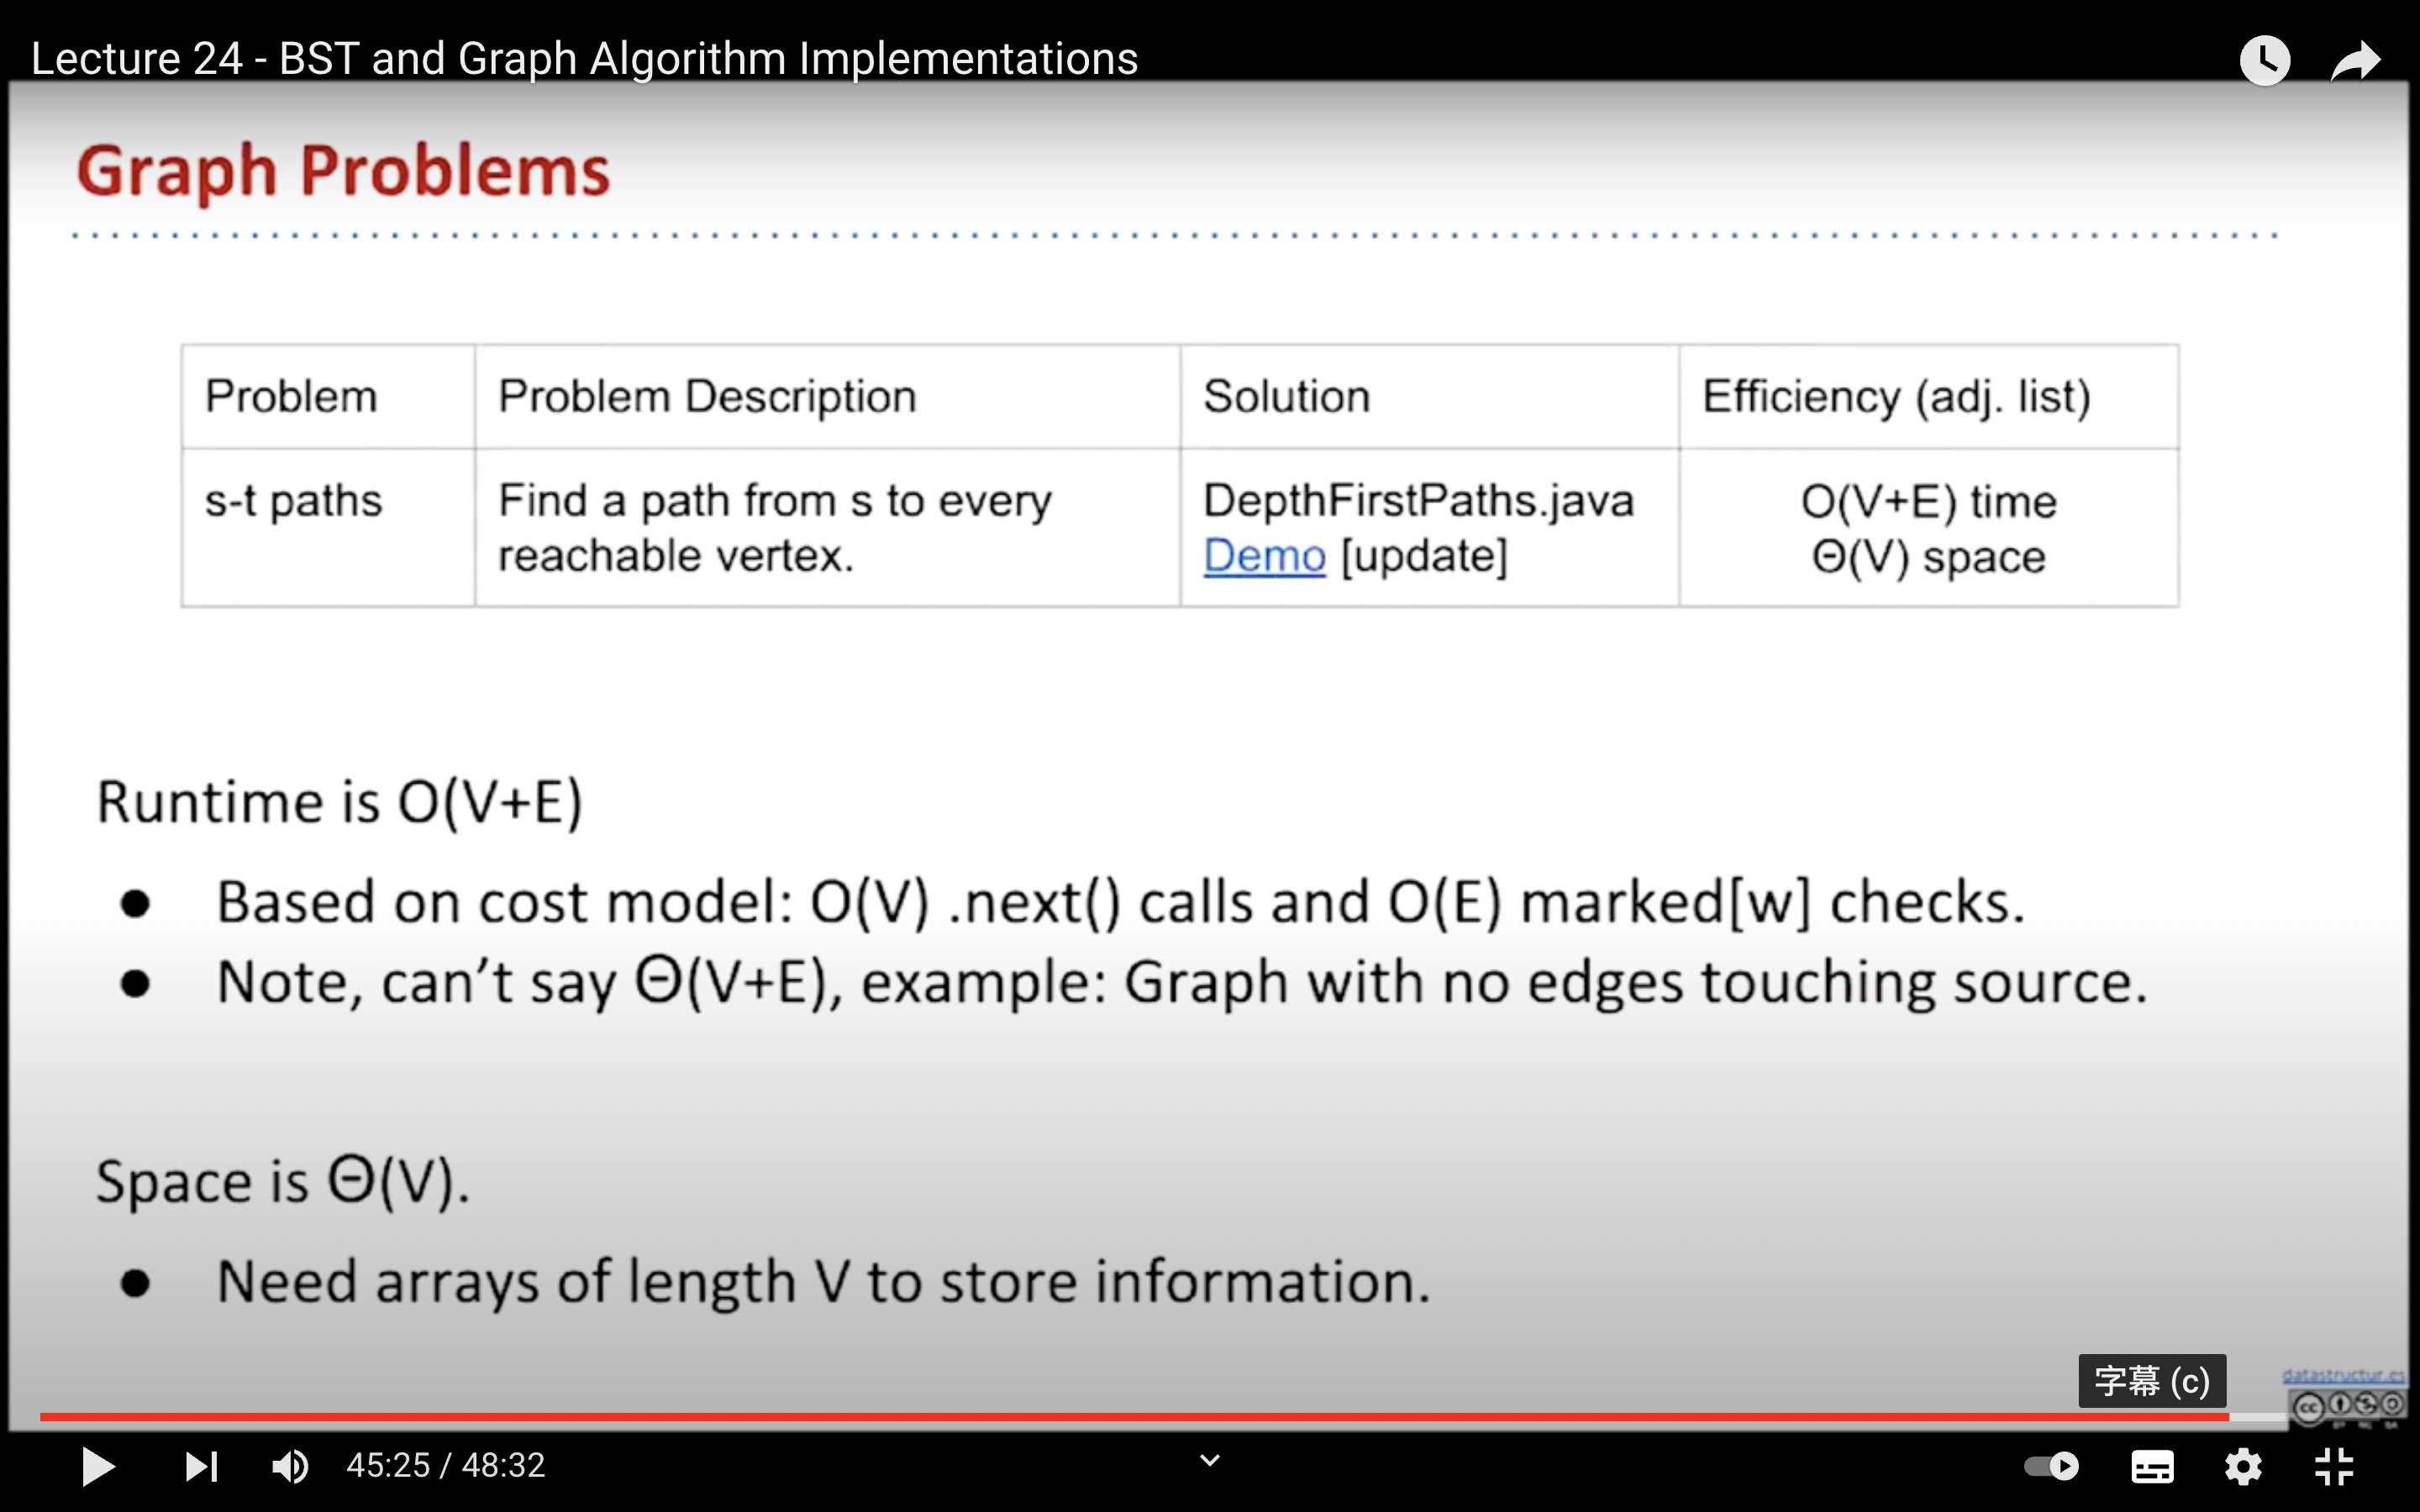 Lecture 24 - BST and Graph Algorithm Implementations
Graph Problems
Problem
Problem Description
Solution
Efficiency (adj. list)
s-t paths
Find a path from s to every
reachable vertex.
DepthFirstPaths.java
Demo [update]
O(V+E) time
Θ(V) space
Runtime is O(V+E)
● Based on cost model: O(V) .next() calls and O(E) marked[w] checks.
● Note, can’t say Θ(V+E), example: Graph with no edges touching source.
Space is Θ(V).
● Need arrays of length V to store information.
字幕 (c)
datastructur.es
45:25 / 48:32